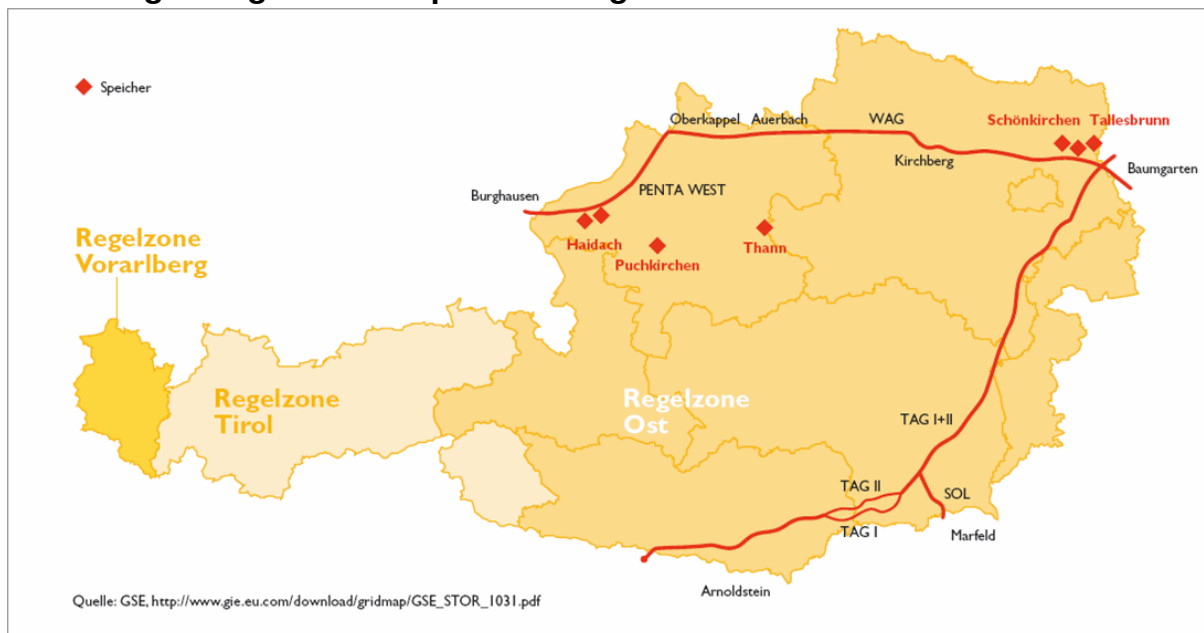 Speicher
Oberkappel
Auerbach
WAG
Schönkirchen
Tallesbrunn
Kirchberg
Baumgarten
Burghausen
PENTA WEST
Haidach
Thann
Puchkirchen
Regelzone
Vorarlberg
Regelzone
Tirol
Regelzone
Ost
TAG I+II
TAG II
SOL
TAG I
Marfeld
Arnoldstein
Quelle: GSE, http://www.gie.eu.com/download/gridmap/GSE_STOR_1031.pdf